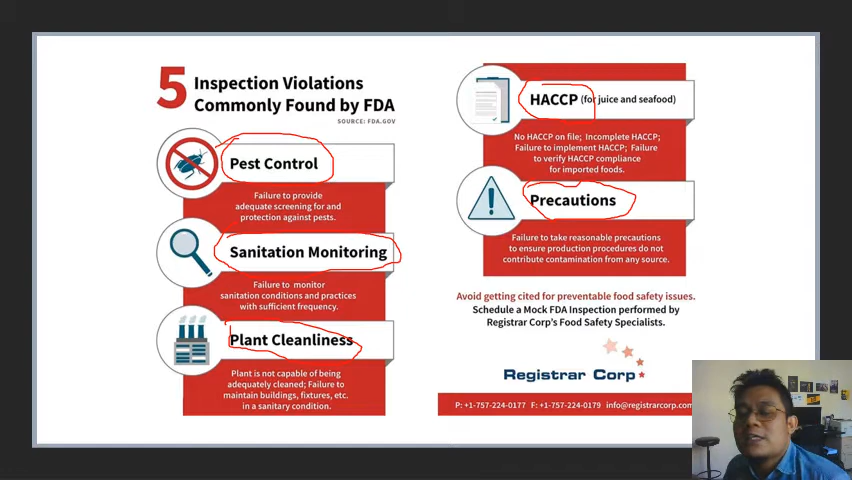 5 Inspection Violations
Commonly Found by FDA
SOURCE: FDA.GOV
Pest Control
Failure to provide
adequate screening for and
protection against pests.
Sanitation Monitoring
Failure to monitor
sanitation conditions and practices
with sufficient frequency.
Plant Cleanliness
Plant is not capable of being
adequately cleaned; Failure to
maintain buildings, fixtures, etc.
in a sanitary condition.
HACCP (for juice and seafood)
No HACCP on file; Incomplete HACCP;
Failure to implement HACCP; Failure
to verify HACCP compliance
for imported foods.
Precautions
Failure to take reasonable precautions
to ensure production procedures do not
contribute contamination from any source.
Avoid getting cited for preventable food safety issues.
Schedule a Mock FDA Inspection performed by
Registrar Corp's Food Safety Specialists.
Registrar Corp
P: +1-757-224-0177 F: +1-757-224-0179 info@registrarcorp.com